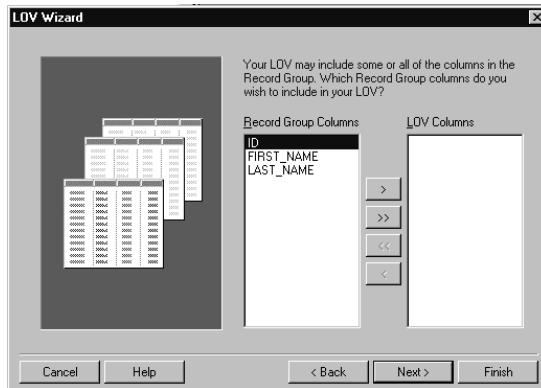 LOV Wizard
Your LOV may include some or all of the columns in the
Record Group. Which Record Group columns do you
wish to include in your LOV?
Record Group Columns
LOV Columns
ID
FIRST_NAME
LAST_NAME
>
>>
<<
<
Cancel
Help
< Back
Next >
Finish